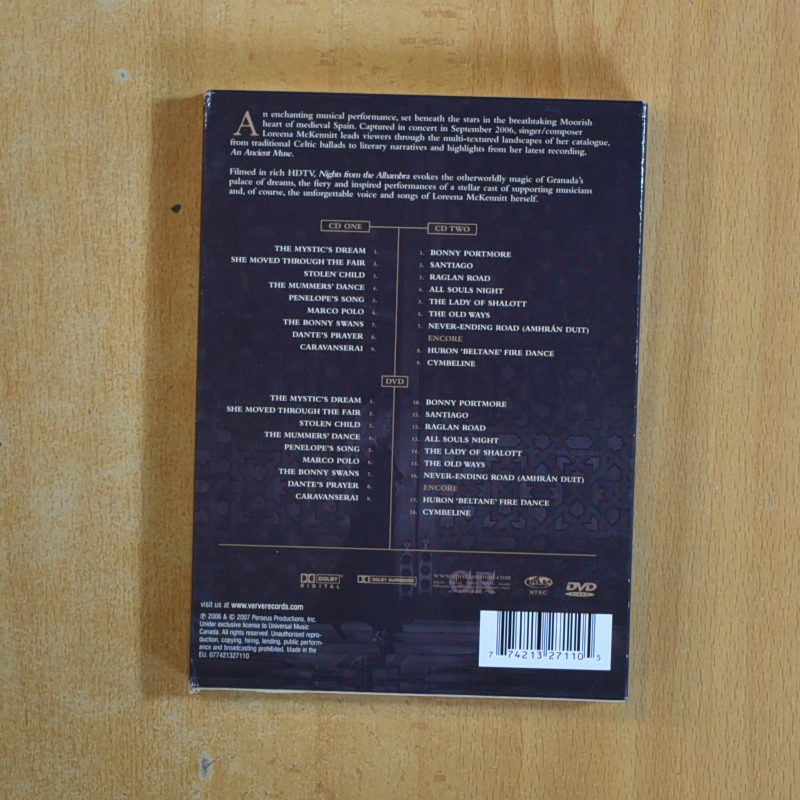 An enchanting musical performance, set beneath the stars in the breathtaking Moorish
heart of medieval Spain. Captured in concert in September 2006, singer/composer
Loreena McKennitt leads viewers through the multi-textured landscapes of her catalogue,
from traditional Celtic ballads to literary narratives and highlights from her latest recording,
An Ancient Muse.
Filmed in rich HDTV, Nights from the Alhambra evokes the otherworldly magic of Granada's
palace of dreams, the fiery and inspired performances of a stellar cast of supporting musicians
and, of course, the unforgettable voice and songs of Loreena McKennitt herself.
CD ONE
THE MYSTIC'S DREAM 1.
SHE MOVED THROUGH THE FAIR 2.
STOLEN CHILD 3.
THE MUMMERS' DANCE 4.
PENELOPE'S SONG 5.
MARCO POLO 6.
THE BONNY SWANS 7.
DANTE'S PRAYER 8.
CARAVANSERAI 9.
CD TWO
1. BONNY PORTMORE
2. SANTIAGO
3. RAGLAN ROAD
4. ALL SOULS NIGHT
5. THE LADY OF SHALOTT
6. THE OLD WAYS
7. NEVER-ENDING ROAD (AMHRÁN DUIT)
ENCORE
8. HURON 'BELTANE' FIRE DANCE
9. CYMBELINE
DVD
THE MYSTIC'S DREAM 1.
SHE MOVED THROUGH THE FAIR 2.
STOLEN CHILD 3.
THE MUMMERS' DANCE 4.
PENELOPE'S SONG 5.
MARCO POLO 6.
THE BONNY SWANS 7.
DANTE'S PRAYER 8.
CARAVANSERAI 9.
10. BONNY PORTMORE
11. SANTIAGO
12. RAGLAN ROAD
13. ALL SOULS NIGHT
14. THE LADY OF SHALOTT
15. THE OLD WAYS
16. NEVER-ENDING ROAD (AMHRÁN DUIT)
ENCORE
17. HURON 'BELTANE' FIRE DANCE
18. CYMBELINE
DOLBY DIGITAL
DOLBY SURROUND
www.quinlanroad.com
QR
NTSC
DVD VIDEO
visit us at www.ververecords.com
℗ 2006 & © 2007 Perseus Productions, Inc.
Under exclusive license to Universal Music
Canada. All rights reserved. Unauthorised repro-
duction, copying, hiring, lending, public perform-
ance and broadcasting prohibited. Made in the
EU. 077421327110
7 74213 27110 5